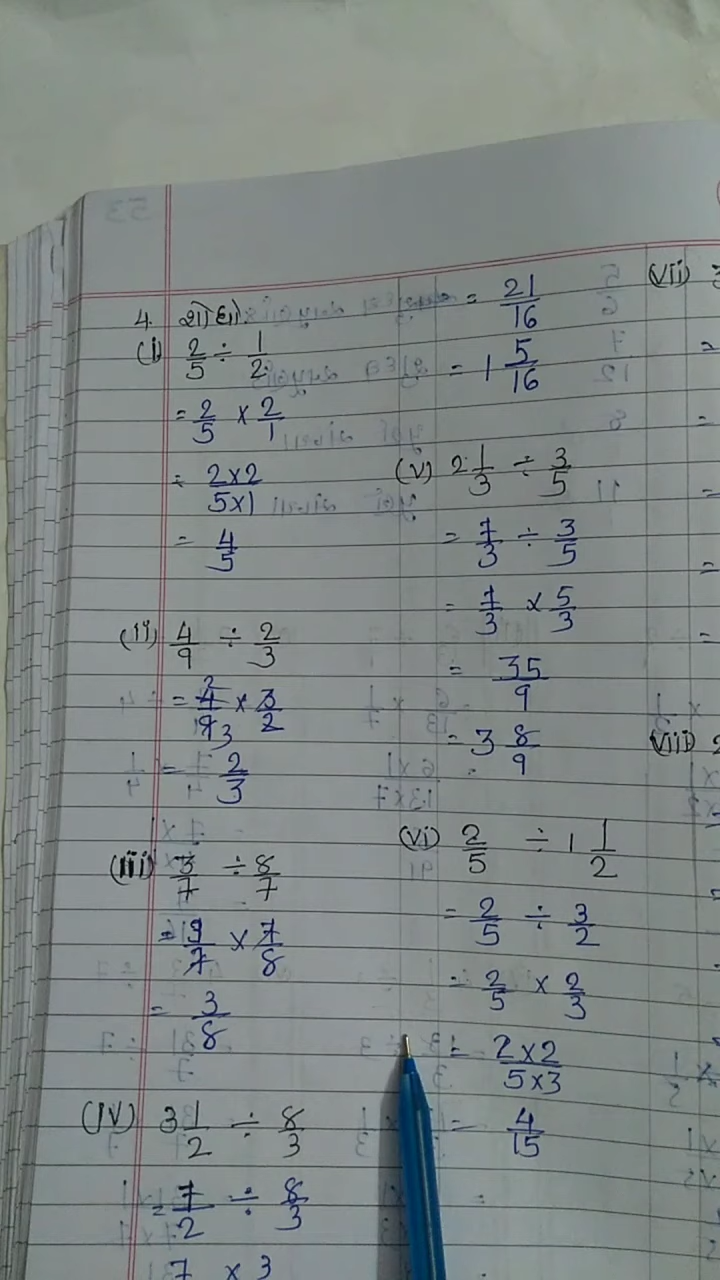 4. શોધો.
(i) 2/5 ÷ 1/2
= 2/5 × 2/1
= 2×2/5×1
= 4/5
(ii) 4/9 ÷ 2/3
= 4/9 × 3/2
= 2/3
(iii) 3/7 ÷ 8/7
= 3/7 × 7/8
= 3/8
(iv) 3 1/2 ÷ 8/3
= 7/2 ÷ 8/3
7 × 3
= 21/16
= 1 5/16
(v) 2 1/3 ÷ 3/5
= 7/3 ÷ 3/5
= 7/3 × 5/3
= 35/9
= 3 8/9
(vi) 2/5 ÷ 1 1/2
= 2/5 ÷ 3/2
= 2/5 × 2/3
= 2×2/5×3
= 4/15
(vii)
(viii) 2